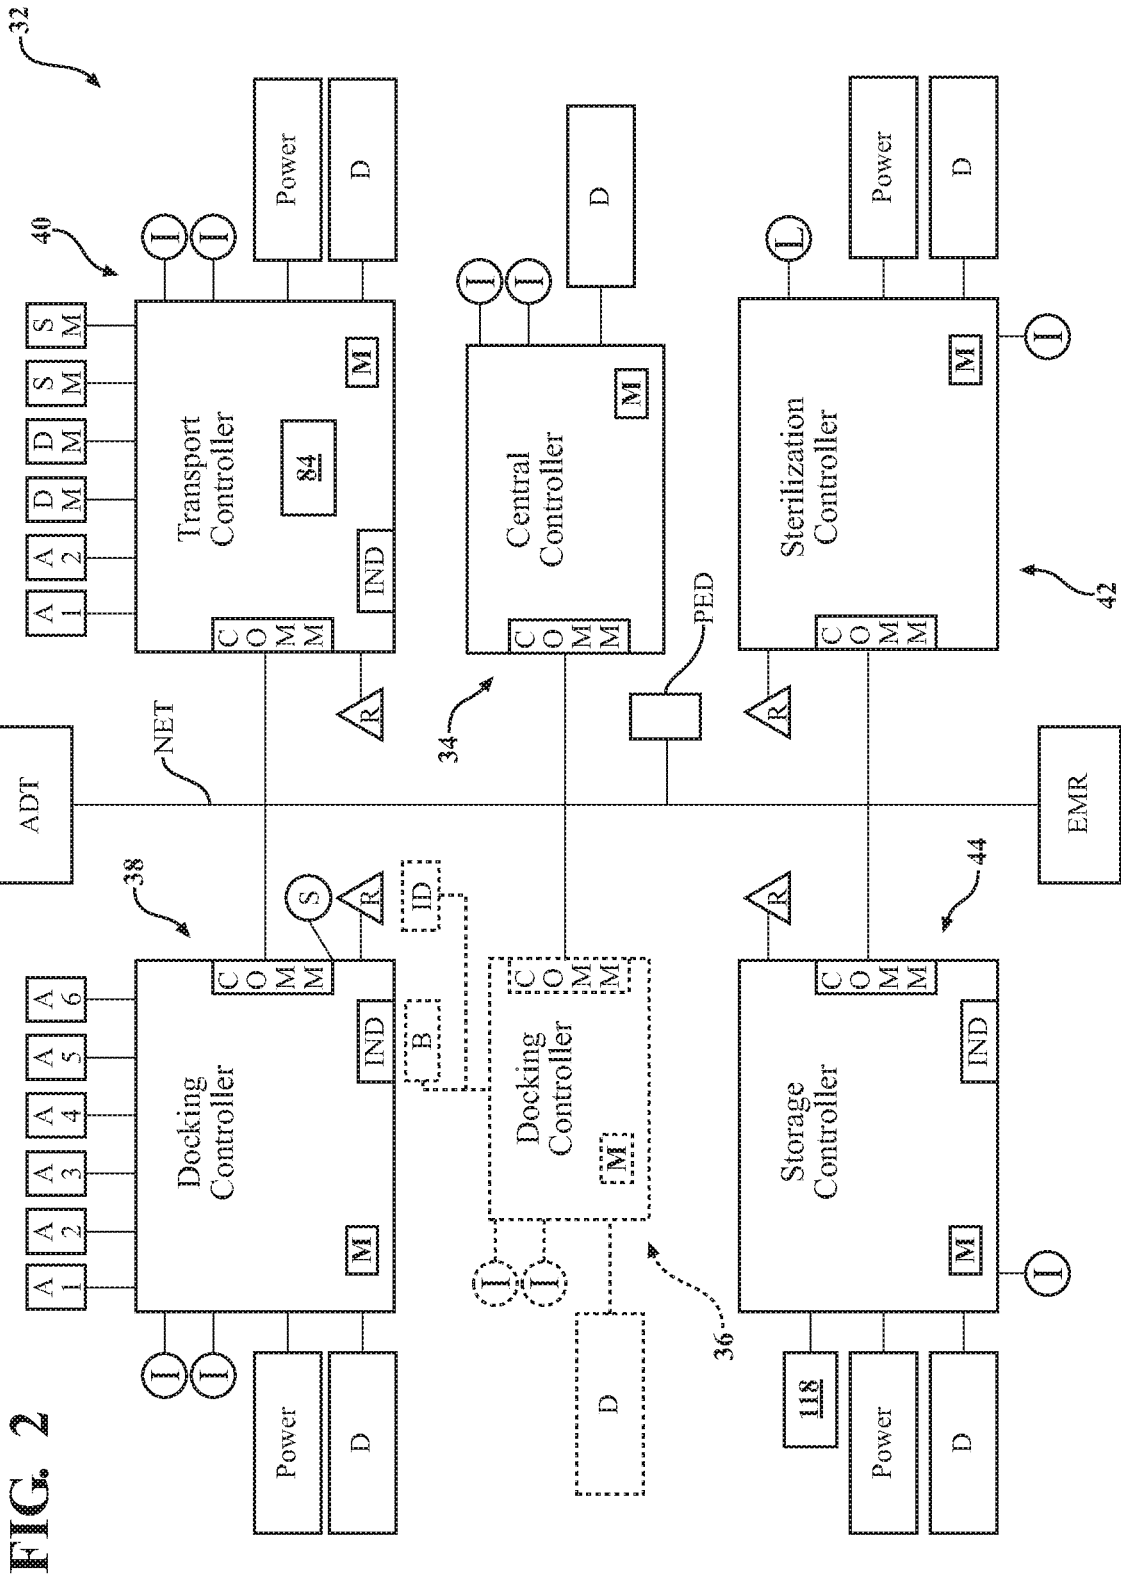 FIG. 2
32
A
1
A
2
A
3
A
4
A
5
A
6
38
ADT
NET
A
1
A
2
D
M
D
M
S
M
S
M
40
I
I
Power
D
Docking
Controller
M
IND
C
O
M
M
S
R
Transport
Controller
84
M
IND
C
O
M
M
R
I
I
Power
D
B
ID
I
I
D
Docking
Controller
M
C
O
M
M
36
34
Central
Controller
M
C
O
M
M
I
I
D
PED
118
Power
D
Storage
Controller
M
IND
C
O
M
M
R
I
44
EMR
R
Sterilization
Controller
M
C
O
M
M
L
I
Power
D
42